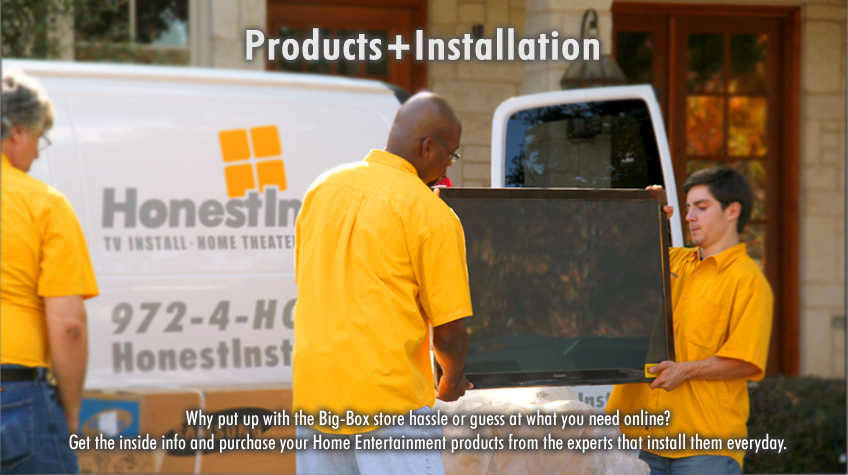 Products+Installation
HonestIn
TV INSTALL · HOME THEATE
972-4-HO
HonestInst
Inst
Why put up with the Big-Box store hassle or guess at what you need online?
Get the inside info and purchase your Home Entertainment products from the experts that install them everyday.